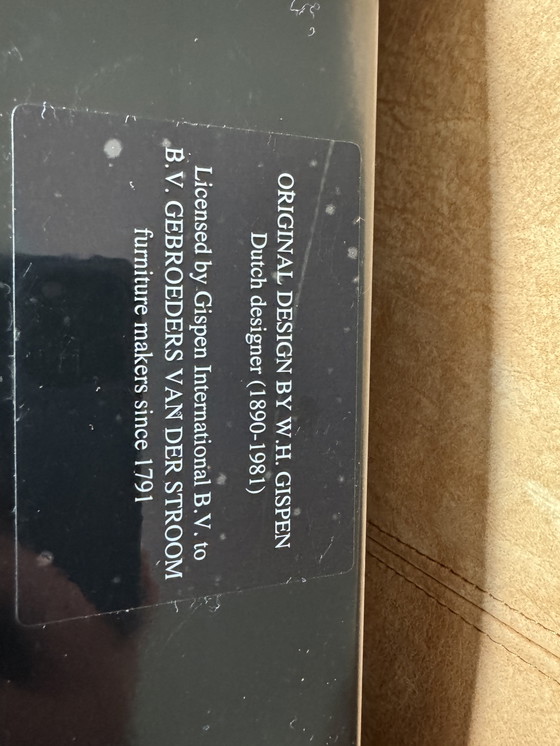 ORIGINAL DESIGN BY W.H. GISPEN
Dutch designer (1890-1981)
Licensed by Gispen International B.V. to
B.V. GEBROEDERS VAN DER STROOM
furniture makers since 1791